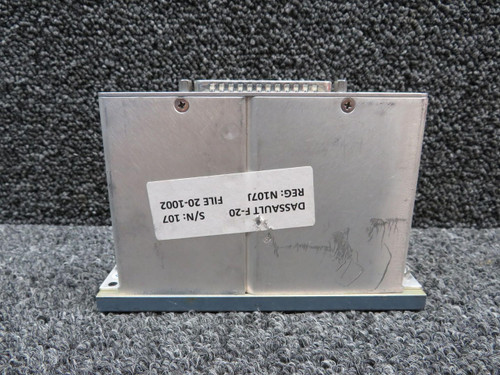 DASSAULT F-20
REG: N107J
S/N: 107
FILE 20-1002